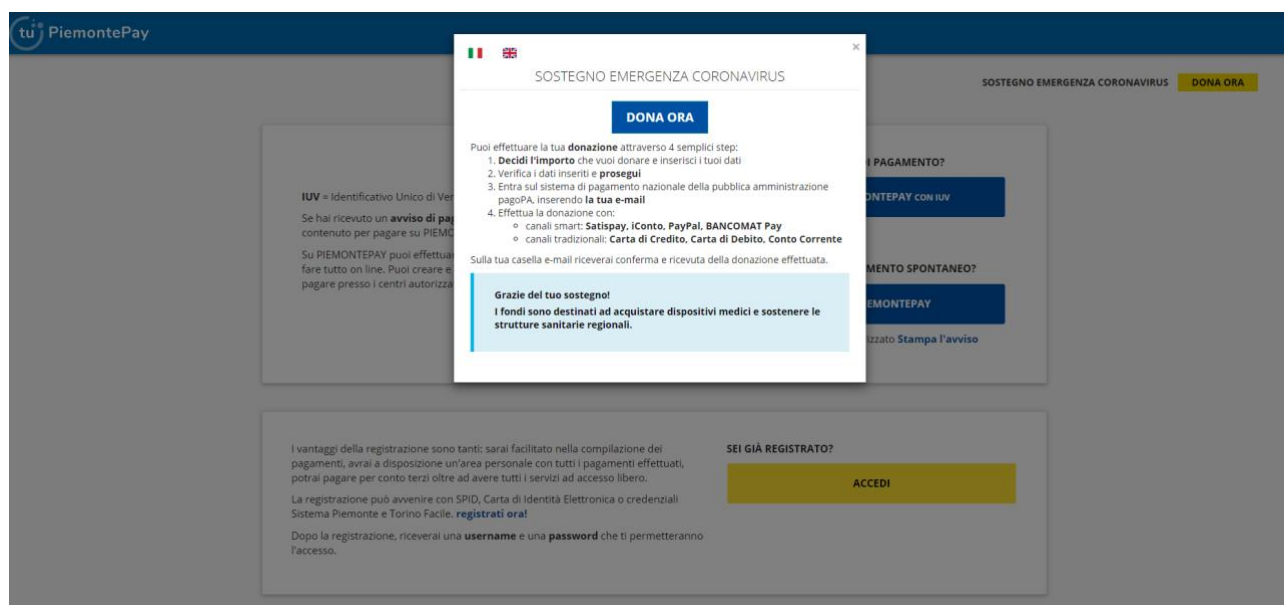 tu PiemontePay
SOSTEGNO EMERGENZA CORONAVIRUS DONA ORA
×
SOSTEGNO EMERGENZA CORONAVIRUS
DONA ORA
Puoi effettuare la tua donazione attraverso 4 semplici step:
1. Decidi l'importo che vuoi donare e inserisci i tuoi dati
2. Verifica i dati inseriti e prosegui
3. Entra sul sistema di pagamento nazionale della pubblica amministrazione
pagoPA, inserendo la tua e-mail
4. Effettua la donazione con:
○ canali smart: Satispay, iConto, PayPal, BANCOMAT Pay
○ canali tradizionali: Carta di Credito, Carta di Debito, Conto Corrente
Sulla tua casella e-mail riceverai conferma e ricevuta della donazione effettuata.
Grazie del tuo sostegno!
I fondi sono destinati ad acquistare dispositivi medici e sostenere le
strutture sanitarie regionali.
IUV = Identificativo Unico di Ver
Se hai ricevuto un avviso di pag
contenuto per pagare su PIEMO
Su PIEMONTEPAY puoi effettuar
fare tutto on line. Puoi creare e
pagare presso i centri autorizza
I PAGAMENTO?
ONTEPAY CON IUV
MENTO SPONTANEO?
EMONTEPAY
izzato Stampa l'avviso
I vantaggi della registrazione sono tanti: sarai facilitato nella compilazione dei
pagamenti, avrai a disposizione un'area personale con tutti i pagamenti effettuati,
potrai pagare per conto terzi oltre ad avere tutti i servizi ad accesso libero.
La registrazione può avvenire con SPID, Carta di Identità Elettronica o credenziali
Sistema Piemonte e Torino Facile. registrati ora!
Dopo la registrazione, riceverai una username e una password che ti permetteranno
l'accesso.
SEI GIÀ REGISTRATO?
ACCEDI